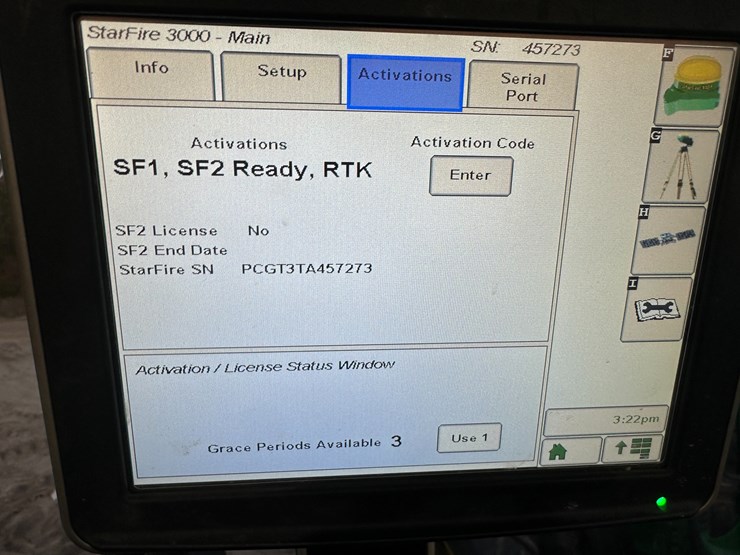 StarFire 3000 - Main
SN: 457273
Info
Setup
Activations
Serial
Port
F
G
H
I
Activations
SF1, SF2 Ready, RTK
Activation Code
Enter
SF2 License No
SF2 End Date
StarFire SN PCGT3TA457273
Activation / License Status Window
Grace Periods Available 3
Use 1
3:22pm